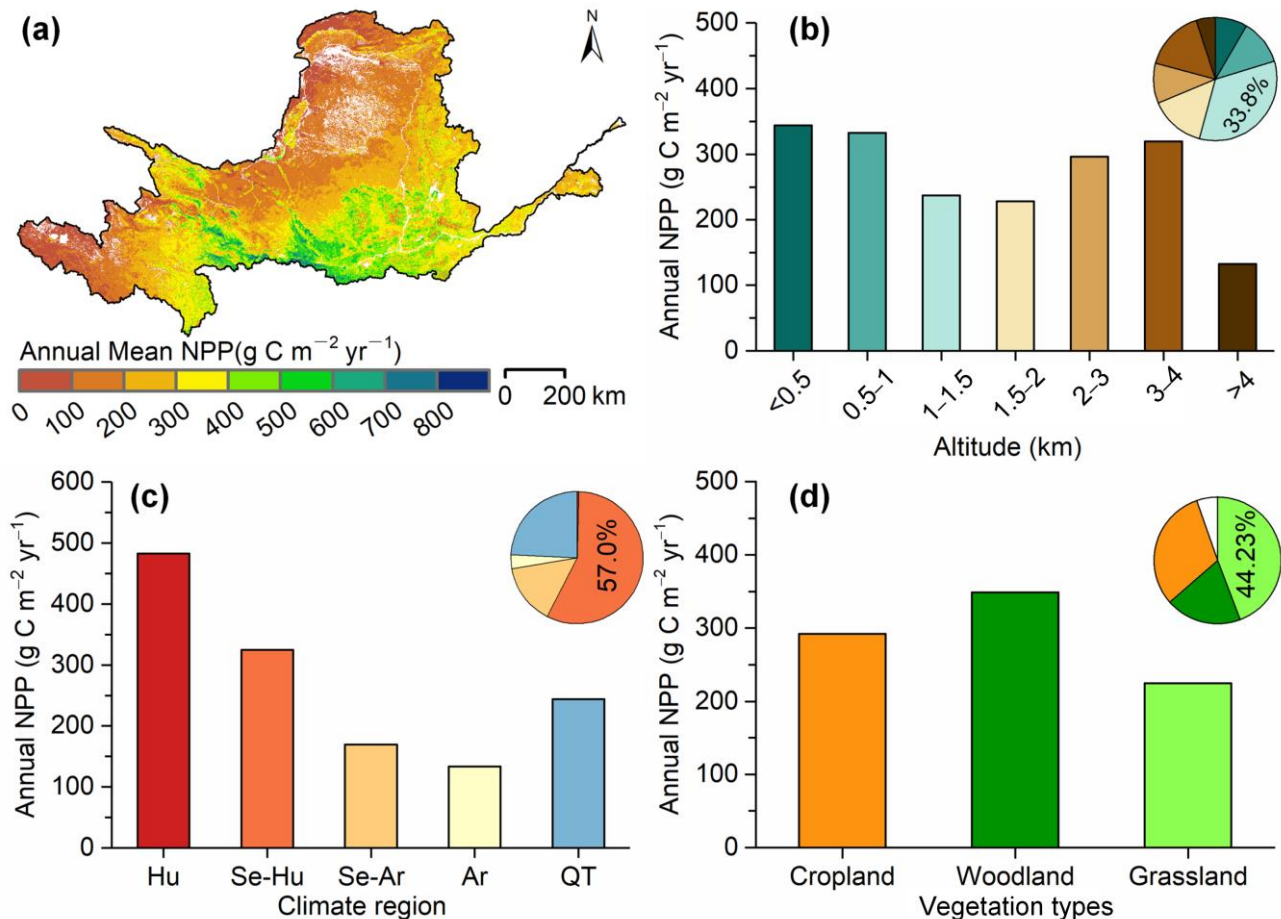 (a)
N
Annual Mean NPP(g C m⁻² yr⁻¹)
0 100 200 300 400 500 600 700 800
0 200 km
(b)
Annual NPP (g C m⁻² yr⁻¹)
500
400
300
200
100
0
33.8%
<0.5 0.5–1 1–1.5 1.5–2 2–3 3–4 >4
Altitude (km)
(c)
Annual NPP (g C m⁻² yr⁻¹)
600
500
400
300
200
100
0
57.0%
Hu Se-Hu Se-Ar Ar QT
Climate region
(d)
Annual NPP (g C m⁻² yr⁻¹)
500
400
300
200
100
0
44.23%
Cropland Woodland Grassland
Vegetation types